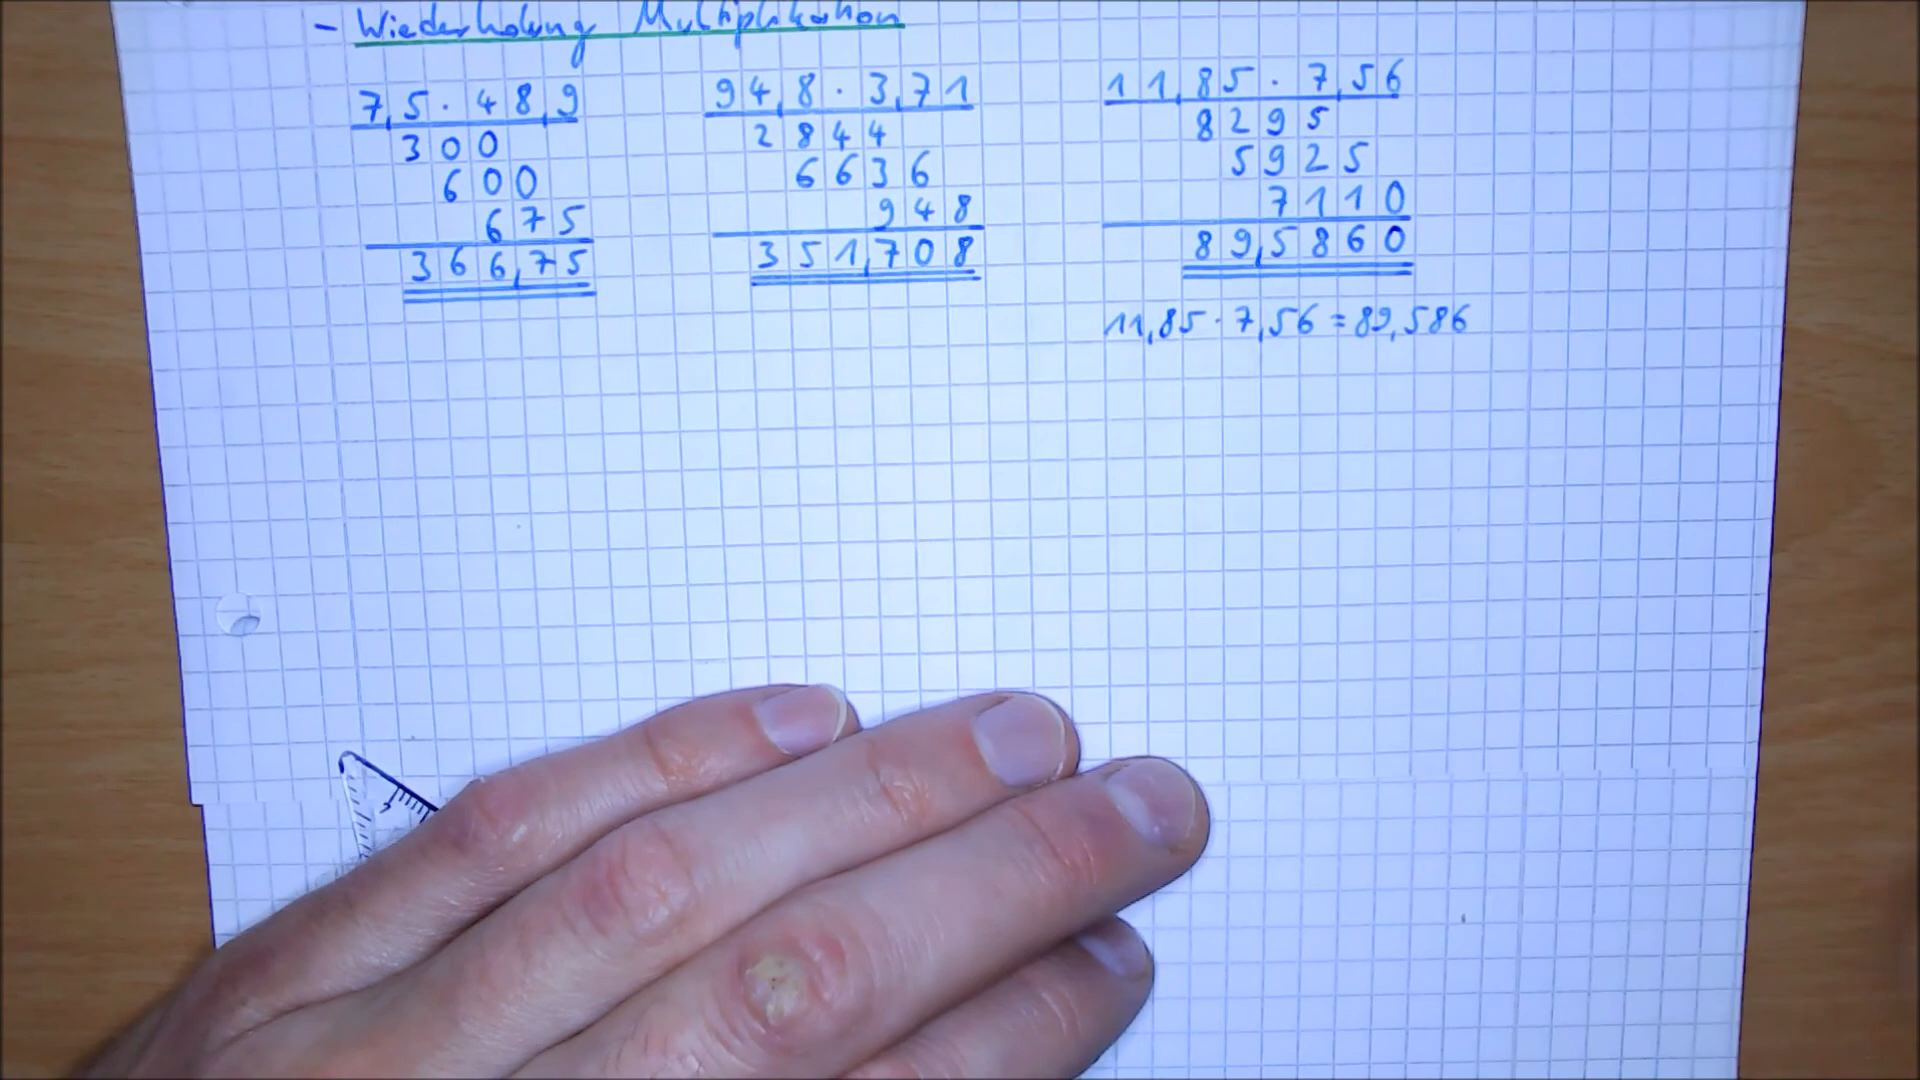 - Wiederholung Multiplikation
7,5 · 48,9
300
600
675
366,75
94,8 · 3,71
2844
6636
948
351,708
11,85 · 7,56
8295
5925
7110
89,5860
11,85 · 7,56 = 89,586